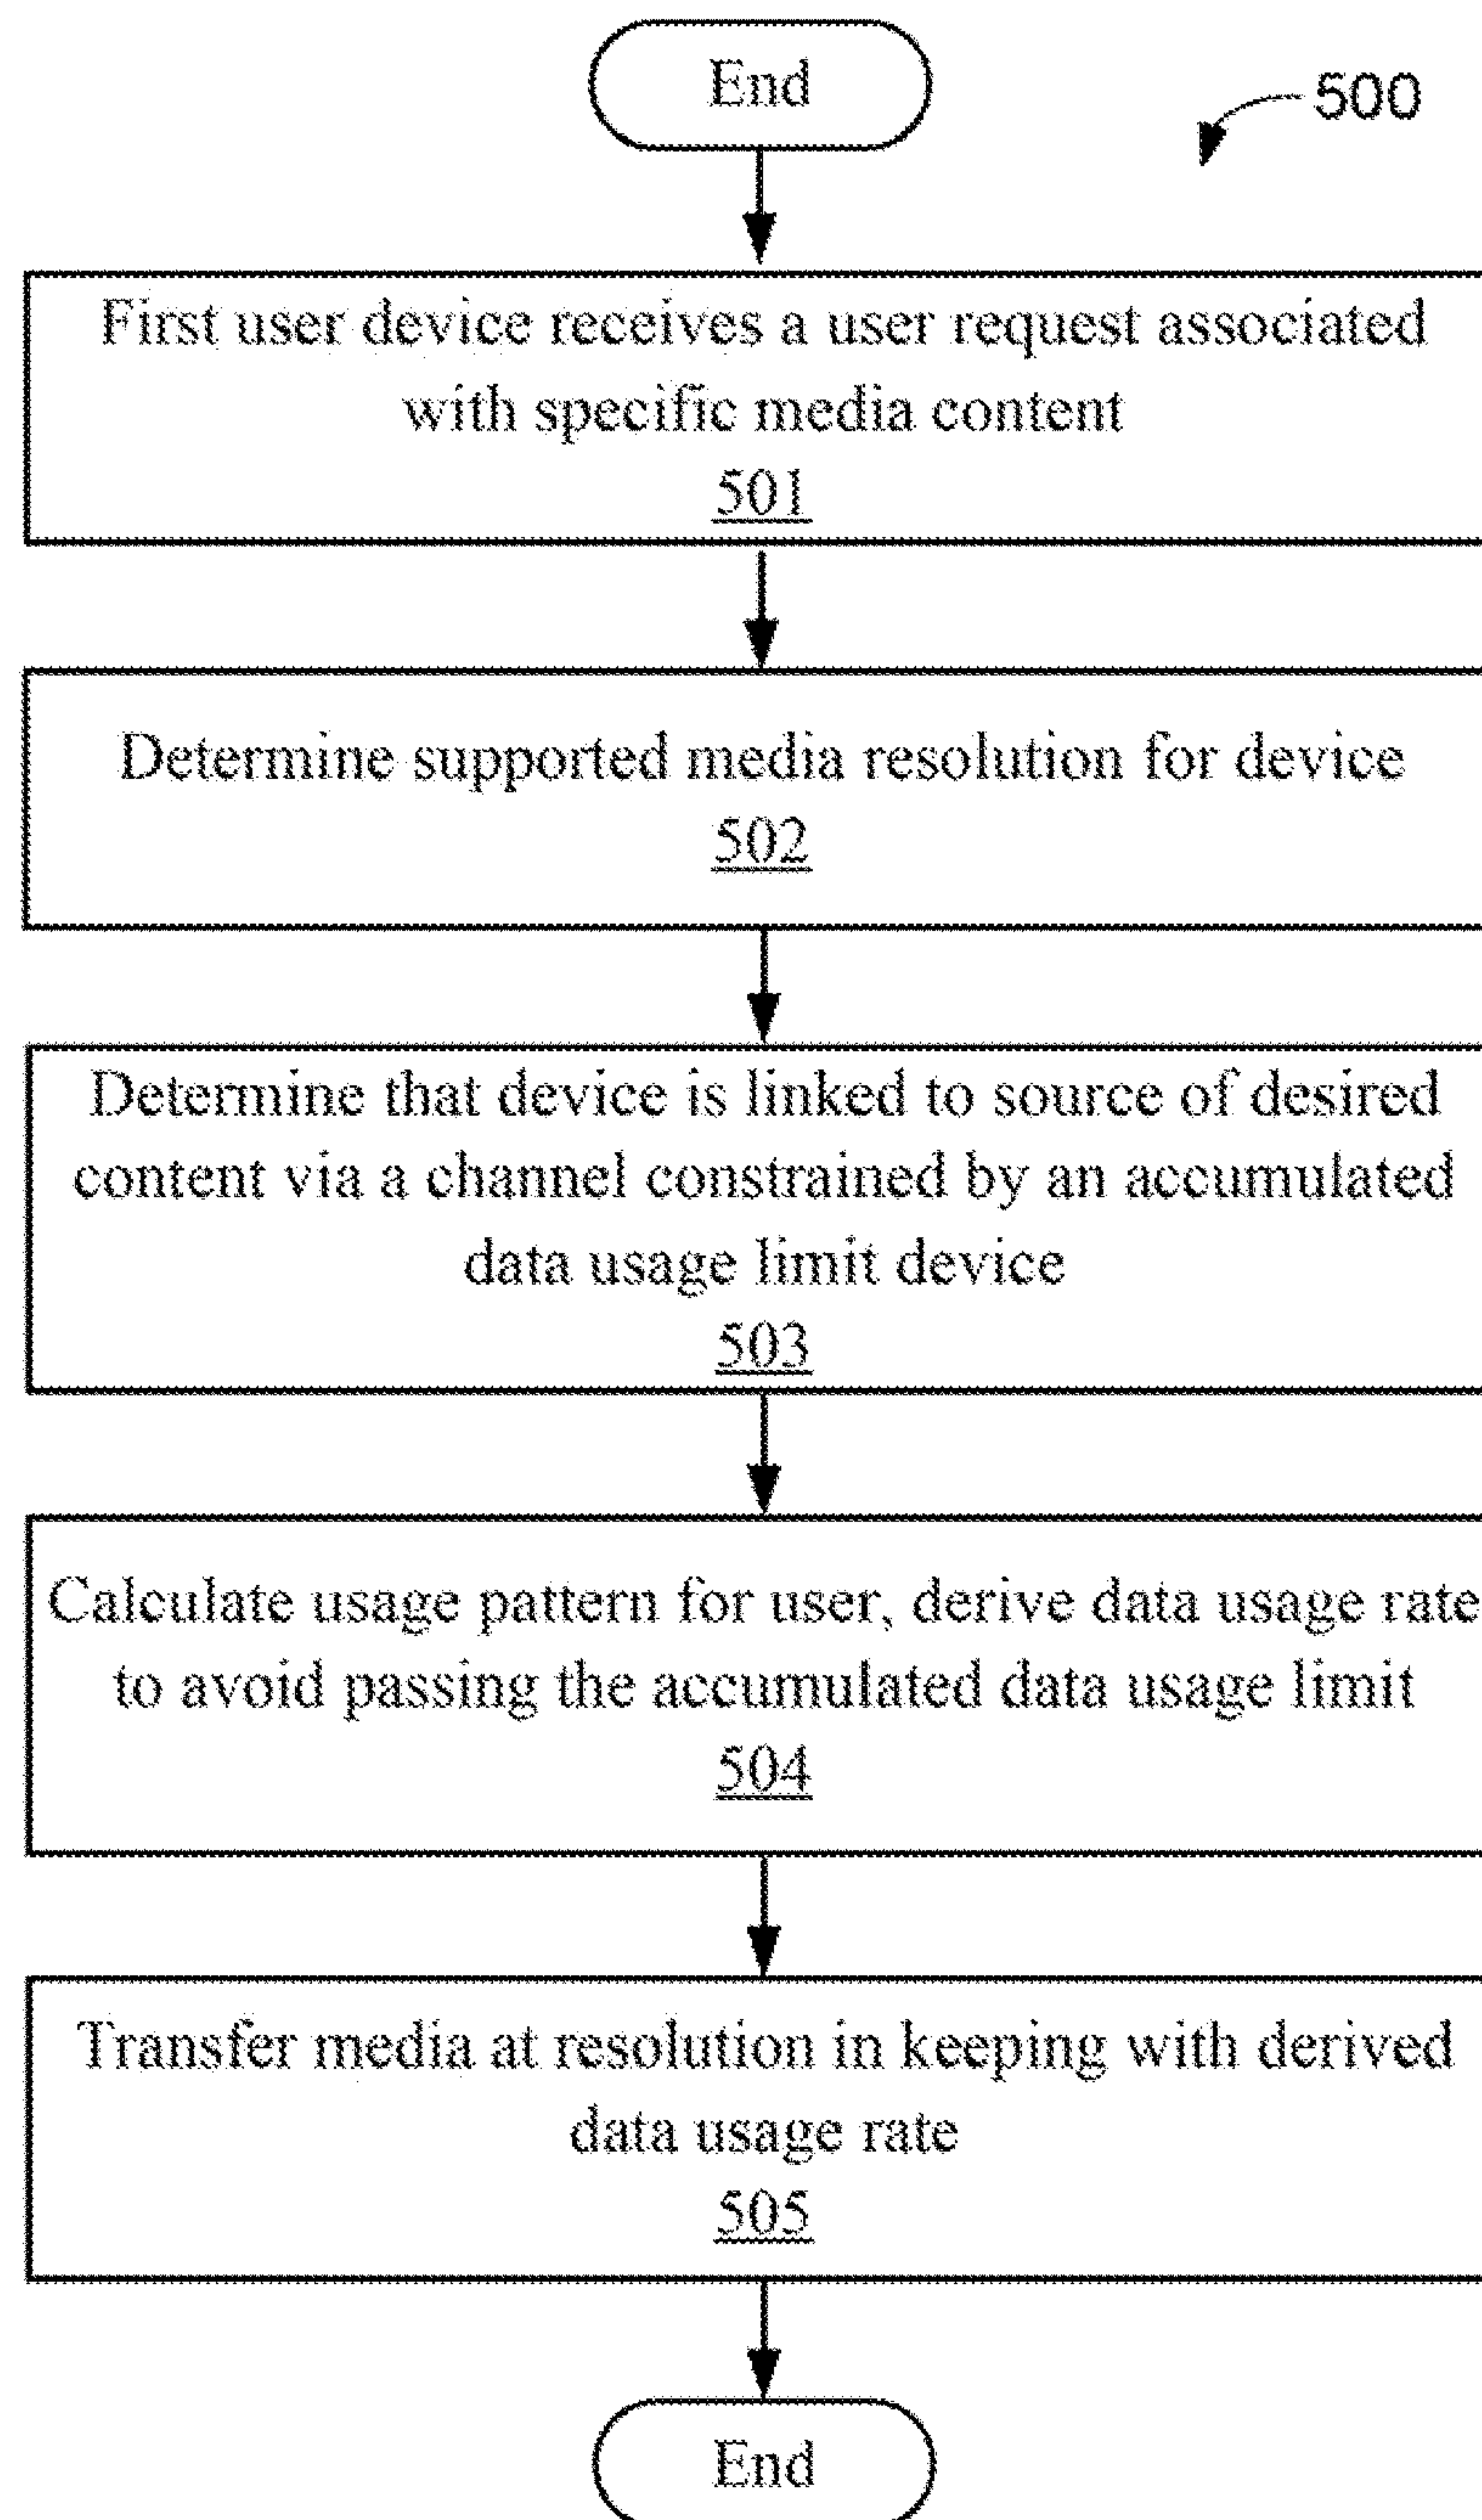 End
500
First user device receives a user request associated
with specific media content
501
Determine supported media resolution for device
502
Determine that device is linked to source of desired
content via a channel constrained by an accumulated
data usage limit device
503
Calculate usage pattern for user, derive data usage rate
to avoid passing the accumulated data usage limit
504
Transfer media at resolution in keeping with derived
data usage rate
505
End